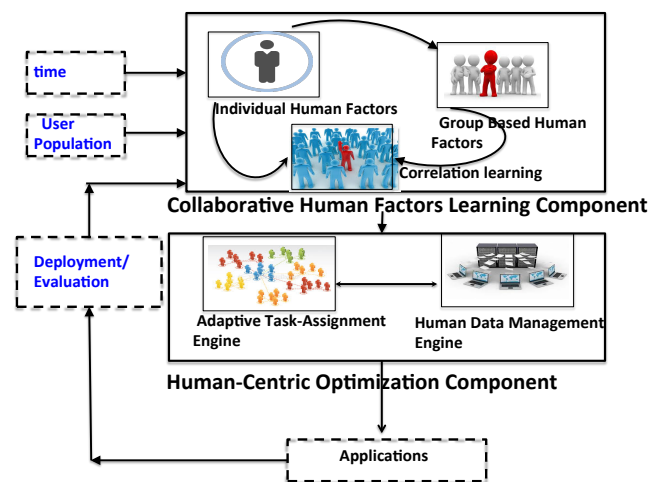 time
User
Population
Individual Human Factors
Group Based Human
Factors
Correlation learning
Collaborative Human Factors Learning Component
Deployment/
Evaluation
Adaptive Task-Assignment
Engine
Human Data Management
Engine
Human-Centric Optimization Component
Applications